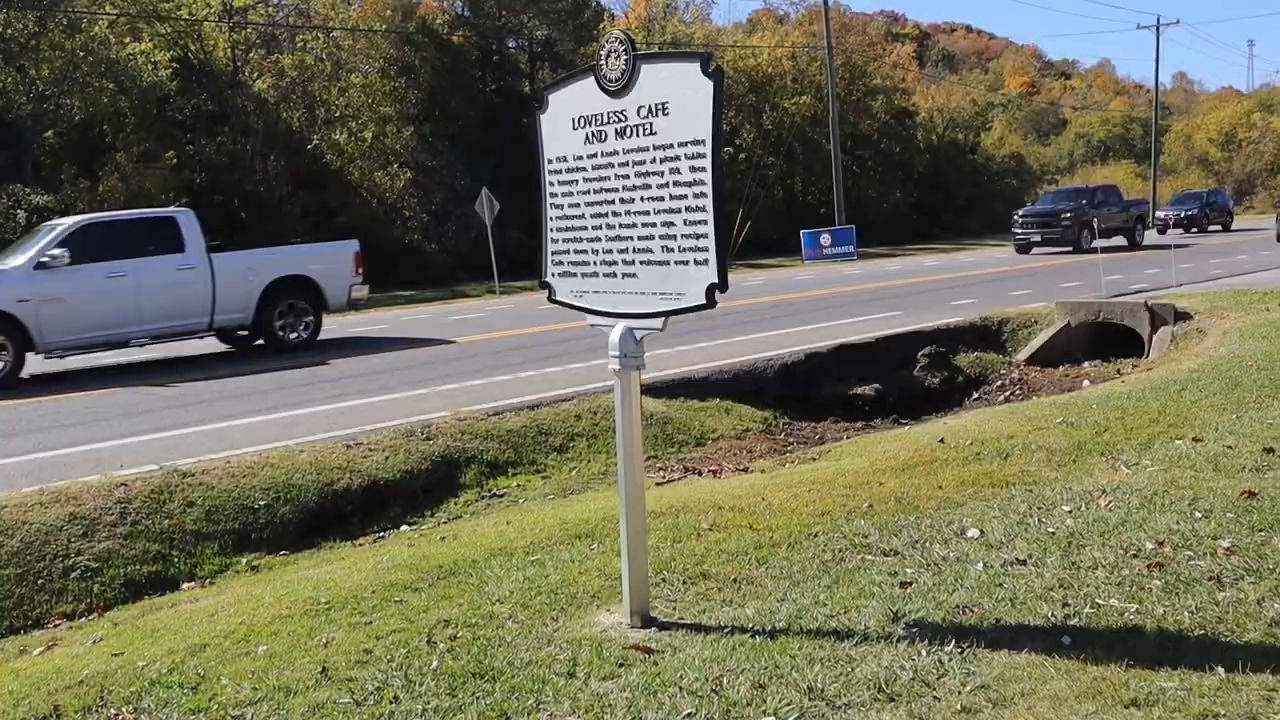 LOVELESS CAFE
AND MOTEL
In 1951, Lon and Annie Loveless began serving
fried chicken, biscuits and jams at picnic tables
to hungry travelers from Highway 100, then
the main road between Nashville and Memphis.
They soon converted their 4-room home into
a restaurant, added the 14-room Loveless Motel,
smokehouse and the iconic neon sign. Known
for scratch-made Southern meals using recipes
passed down by Lon and Annie, The Loveless
Cafe remains a staple that welcomes over half
a million guests each year.
HEMMER